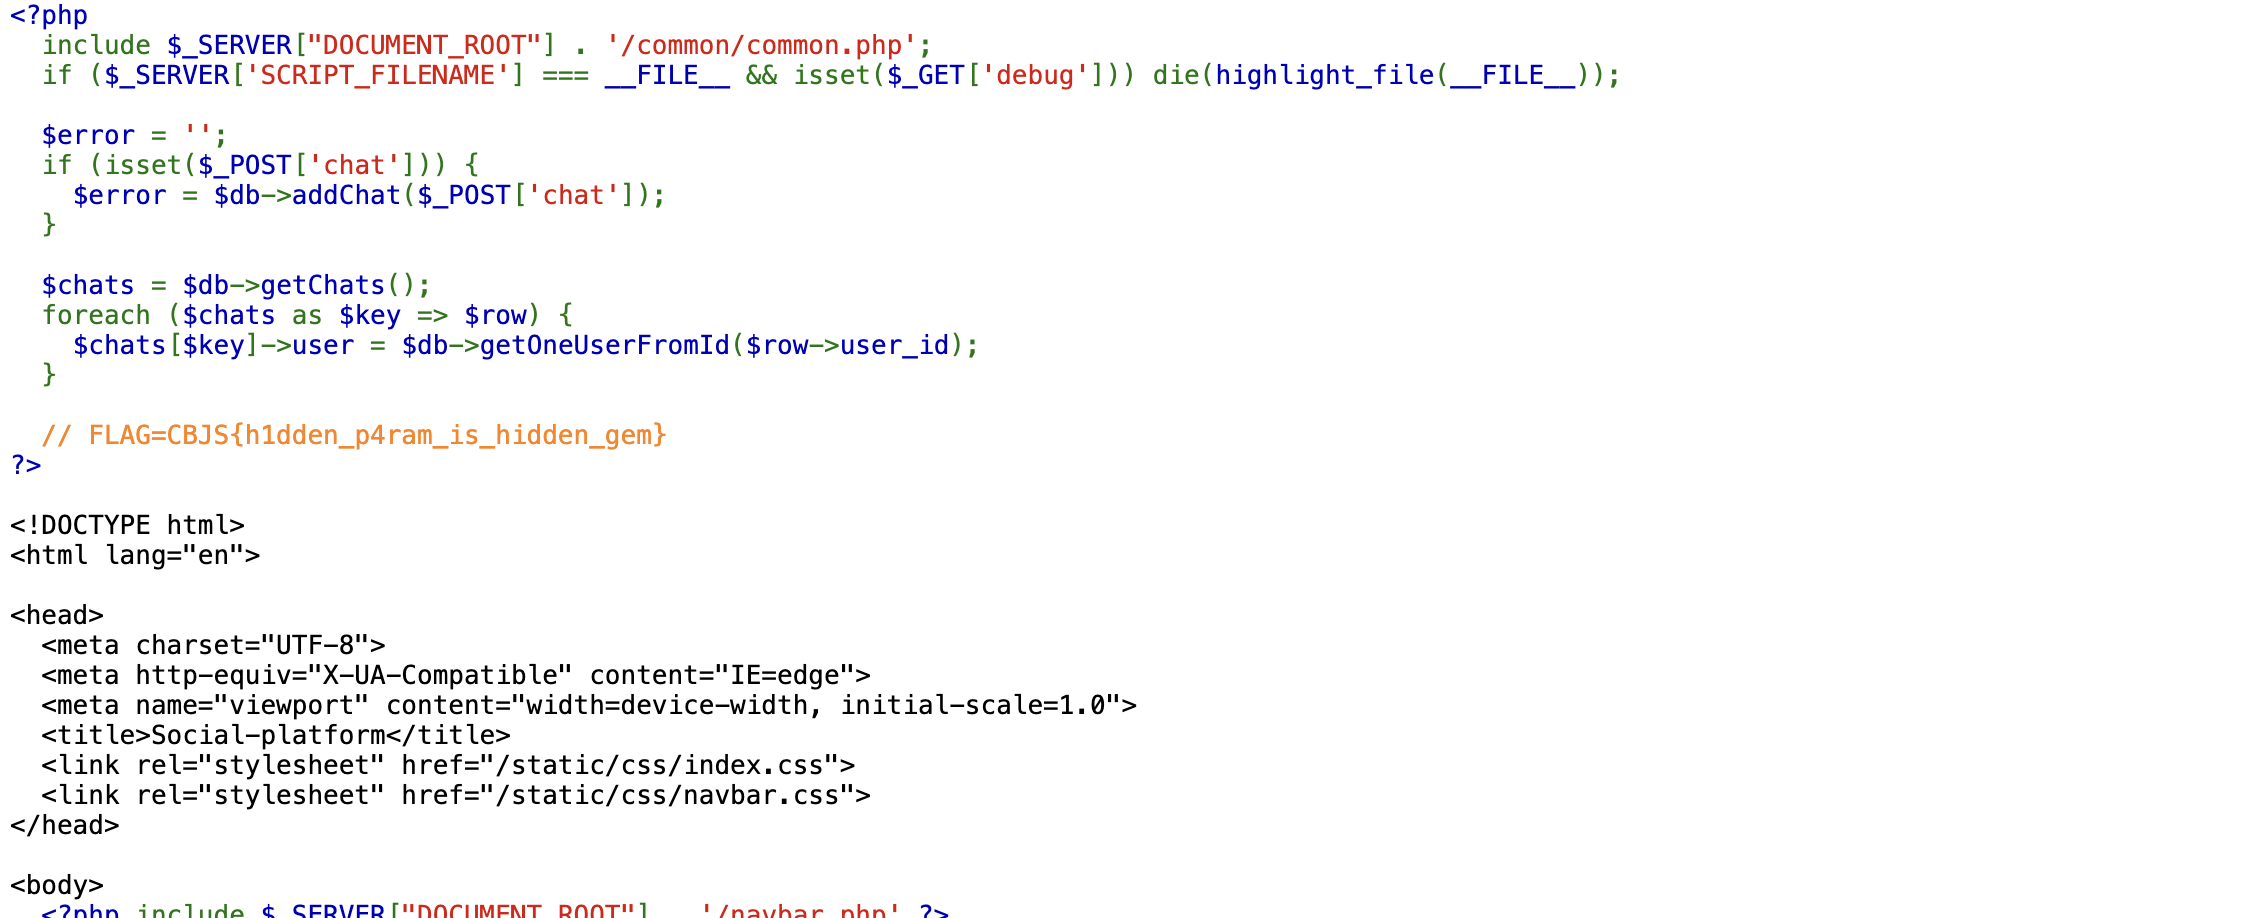 <?php
  include $_SERVER["DOCUMENT_ROOT"] . '/common/common.php';
  if ($_SERVER['SCRIPT_FILENAME'] === __FILE__ && isset($_GET['debug'])) die(highlight_file(__FILE__));

  $error = '';
  if (isset($_POST['chat'])) {
    $error = $db->addChat($_POST['chat']);
  }

  $chats = $db->getChats();
  foreach ($chats as $key => $row) {
    $chats[$key]->user = $db->getOneUserFromId($row->user_id);
  }

  // FLAG=CBJS{h1dden_p4ram_is_hidden_gem}
?>

<!DOCTYPE html>
<html lang="en">

<head>
  <meta charset="UTF-8">
  <meta http-equiv="X-UA-Compatible" content="IE=edge">
  <meta name="viewport" content="width=device-width, initial-scale=1.0">
  <title>Social-platform</title>
  <link rel="stylesheet" href="/static/css/index.css">
  <link rel="stylesheet" href="/static/css/navbar.css">
</head>

<body>
  <?php include $_SERVER["DOCUMENT_ROOT"] . '/navbar.php' ?>